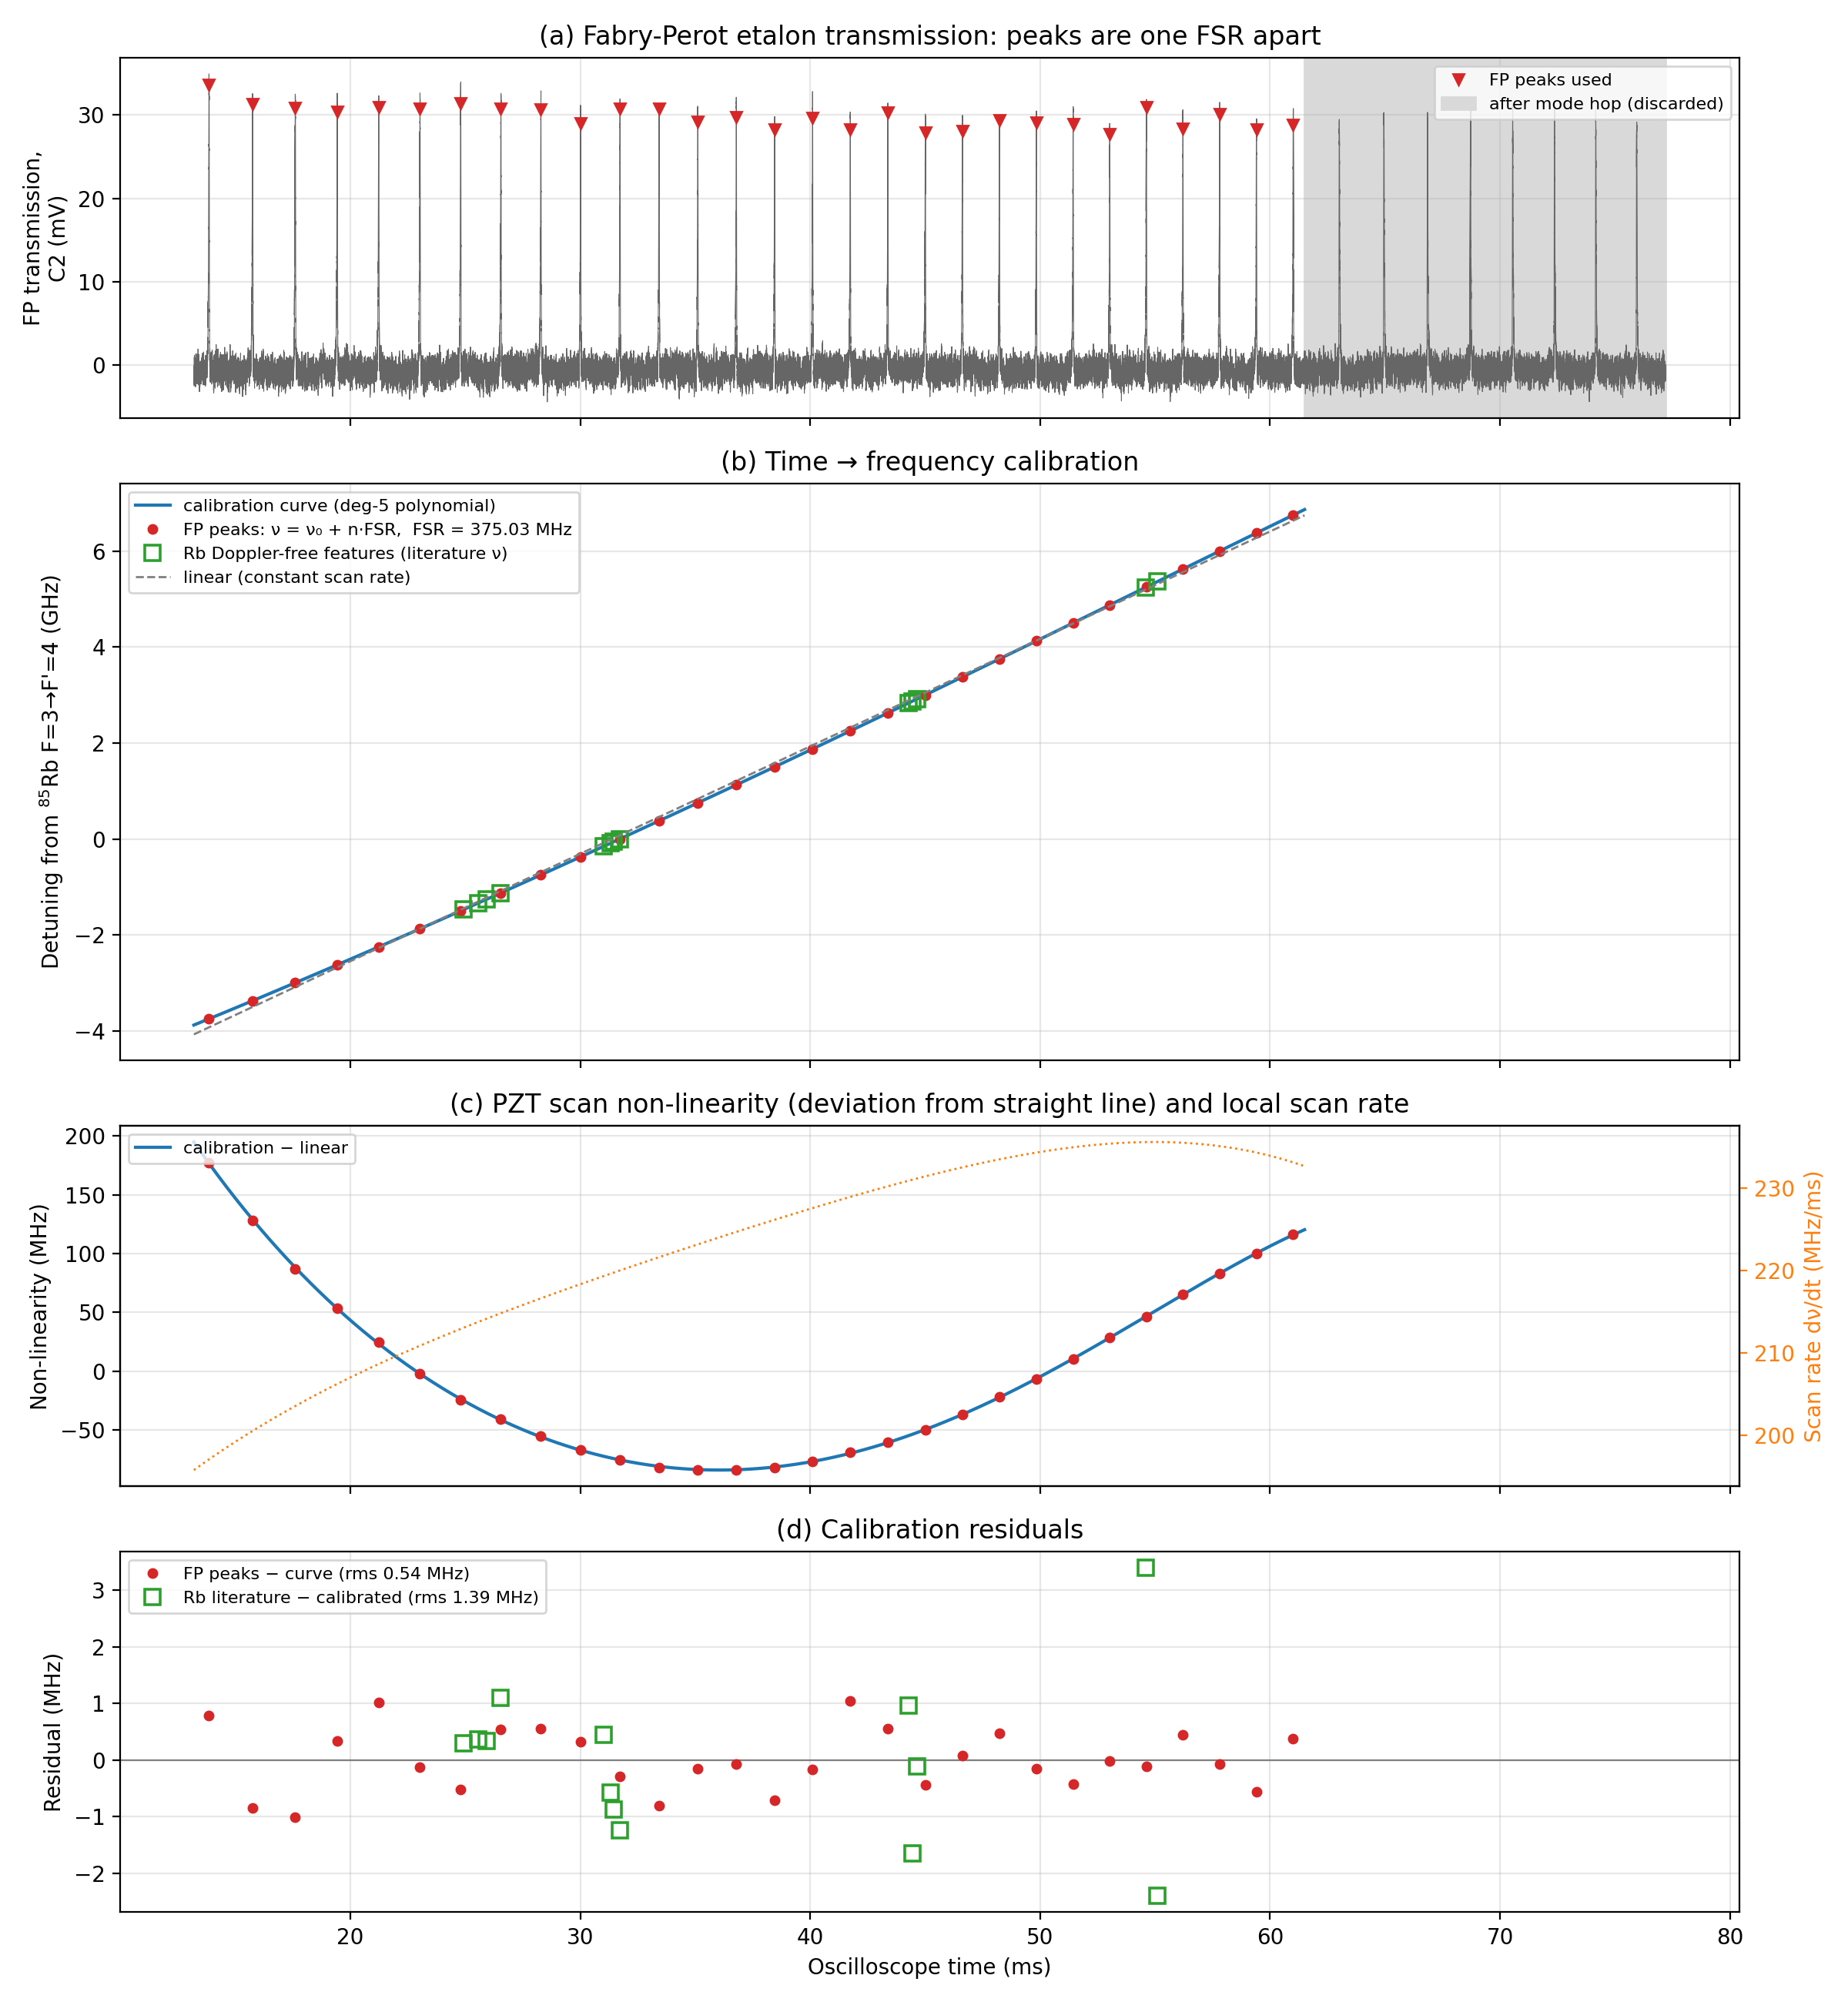 (a) Fabry-Perot etalon transmission: peaks are one FSR apart
FP transmission,
C2 (mV)
30
20
10
0
FP peaks used
after mode hop (discarded)
(b) Time → frequency calibration
Detuning from ⁸⁵Rb F=3→F'=4 (GHz)
6
4
2
0
−2
−4
calibration curve (deg-5 polynomial)
FP peaks: ν = ν₀ + n·FSR, FSR = 375.03 MHz
Rb Doppler-free features (literature ν)
linear (constant scan rate)
(c) PZT scan non-linearity (deviation from straight line) and local scan rate
Non-linearity (MHz)
200
150
100
50
0
−50
calibration − linear
230
220
210
200
Scan rate dν/dt (MHz/ms)
(d) Calibration residuals
Residual (MHz)
3
2
1
0
−1
−2
FP peaks − curve (rms 0.54 MHz)
Rb literature − calibrated (rms 1.39 MHz)
20 30 40 50 60 70 80
Oscilloscope time (ms)